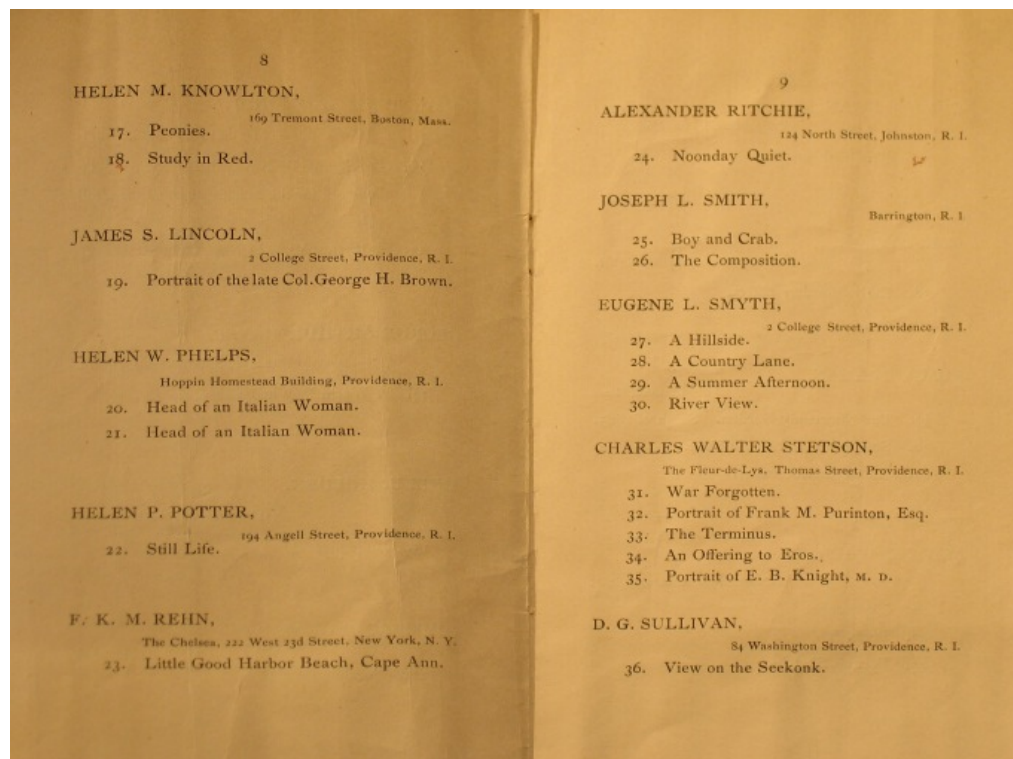 8
HELEN M. KNOWLTON,
169 Tremont Street, Boston, Mass.
17. Peonies.
18. Study in Red.
JAMES S. LINCOLN,
2 College Street, Providence, R. I.
19. Portrait of the late Col. George H. Brown.
HELEN W. PHELPS,
Hoppin Homestead Building, Providence, R. I.
20. Head of an Italian Woman.
21. Head of an Italian Woman.
HELEN P. POTTER,
194 Angell Street, Providence, R. I.
22. Still Life.
F. K. M. REHN,
The Chelsea, 222 West 23d Street, New York, N. Y.
23. Little Good Harbor Beach, Cape Ann.
9
ALEXANDER RITCHIE,
124 North Street, Johnston, R. I.
24. Noonday Quiet.
JOSEPH L. SMITH,
Barrington, R. I
25. Boy and Crab.
26. The Composition.
EUGENE L. SMYTH,
2 College Street, Providence, R. I.
27. A Hillside.
28. A Country Lane.
29. A Summer Afternoon.
30. River View.
CHARLES WALTER STETSON,
The Fleur-de-Lys, Thomas Street, Providence, R. I.
31. War Forgotten.
32. Portrait of Frank M. Purinton, Esq.
33. The Terminus.
34. An Offering to Eros.
35. Portrait of E. B. Knight, M. D.
D. G. SULLIVAN,
84 Washington Street, Providence, R. I.
36. View on the Seekonk.